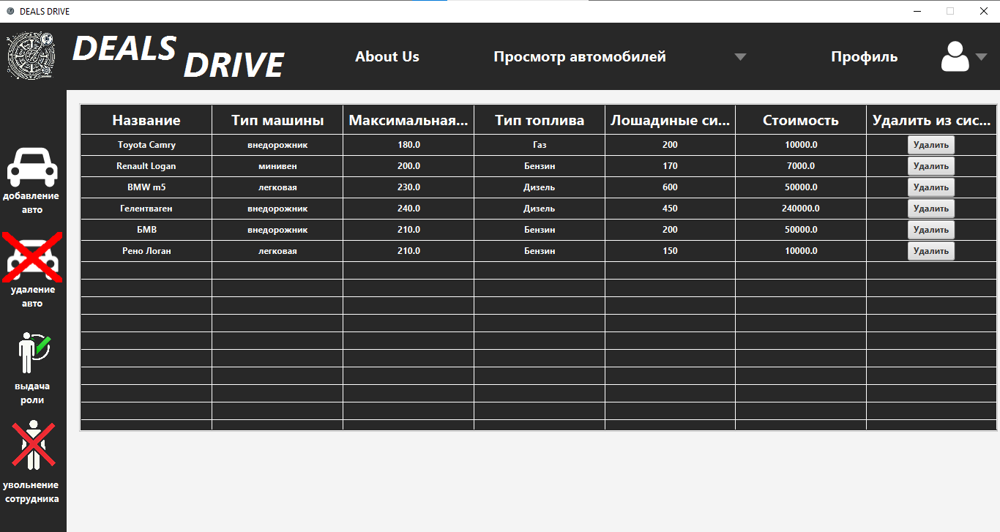 DEALS DRIVE
DEALS
DRIVE
About Us
Просмотр автомобилей
Профиль
добавление
авто
удаление
авто
выдача
роли
увольнение
сотрудника
Название Тип машины Максимальная... Тип топлива Лошадиные си... Стоимость Удалить из сис...
Toyota Camry внедорожник 180.0 Газ 200 10000.0 Удалить
Renault Logan минивен 200.0 Бензин 170 7000.0 Удалить
BMW m5 легковая 230.0 Дизель 600 50000.0 Удалить
Гелентваген внедорожник 240.0 Дизель 450 240000.0 Удалить
БМВ внедорожник 210.0 Бензин 200 50000.0 Удалить
Рено Логан легковая 210.0 Бензин 150 10000.0 Удалить